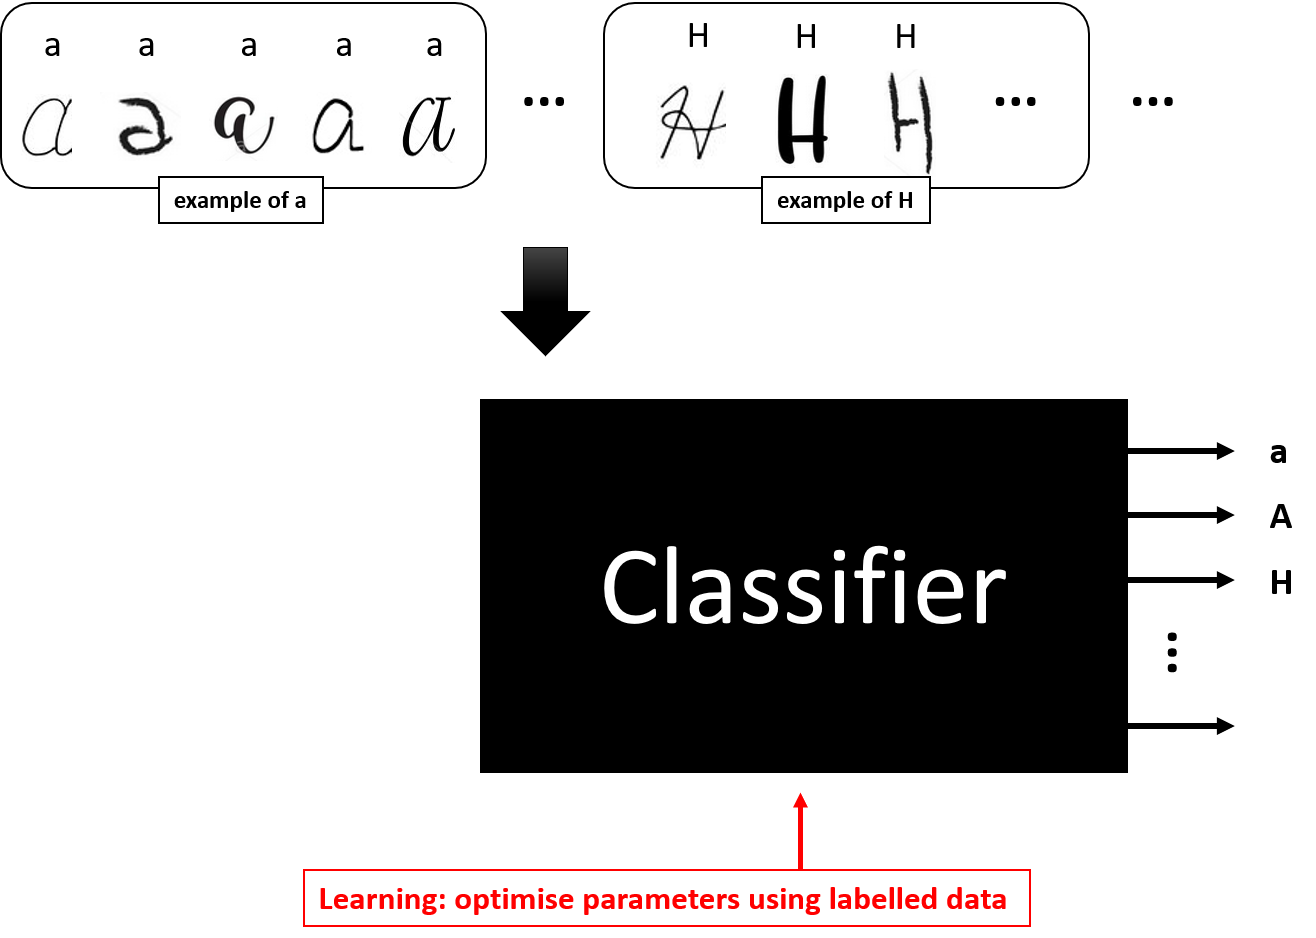 a a a a a
a a a a a
...
H H H
H H H
...
...
example of a
example of H
Classifier
a
A
H
...
Learning: optimise parameters using labelled data